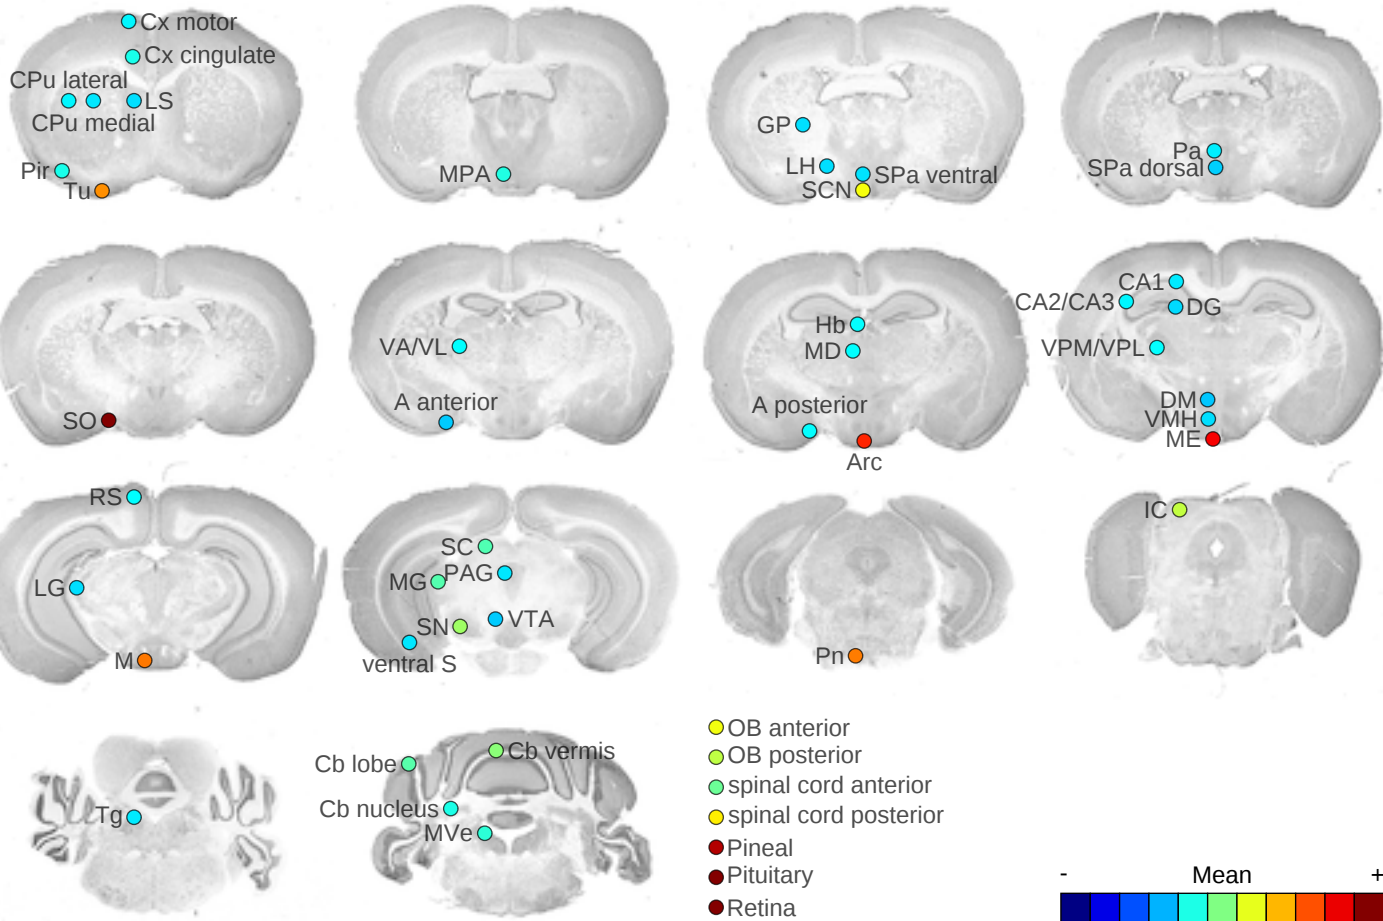 Cx motor
Cx cingulate
CPu lateral
LS
CPu medial
Pir
Tu
MPA
GP
LH
SPa ventral
SCN
Pa
SPa dorsal
SO
VA/VL
A anterior
Hb
MD
A posterior
Arc
CA1
CA2/CA3
DG
VPM/VPL
DM
VMH
ME
RS
LG
M
SC
MG
PAG
SN
VTA
ventral S
Pn
IC
Tg
Cb lobe
Cb vermis
Cb nucleus
MVe
OB anterior
OB posterior
spinal cord anterior
spinal cord posterior
Pineal
Pituitary
Retina
- Mean +